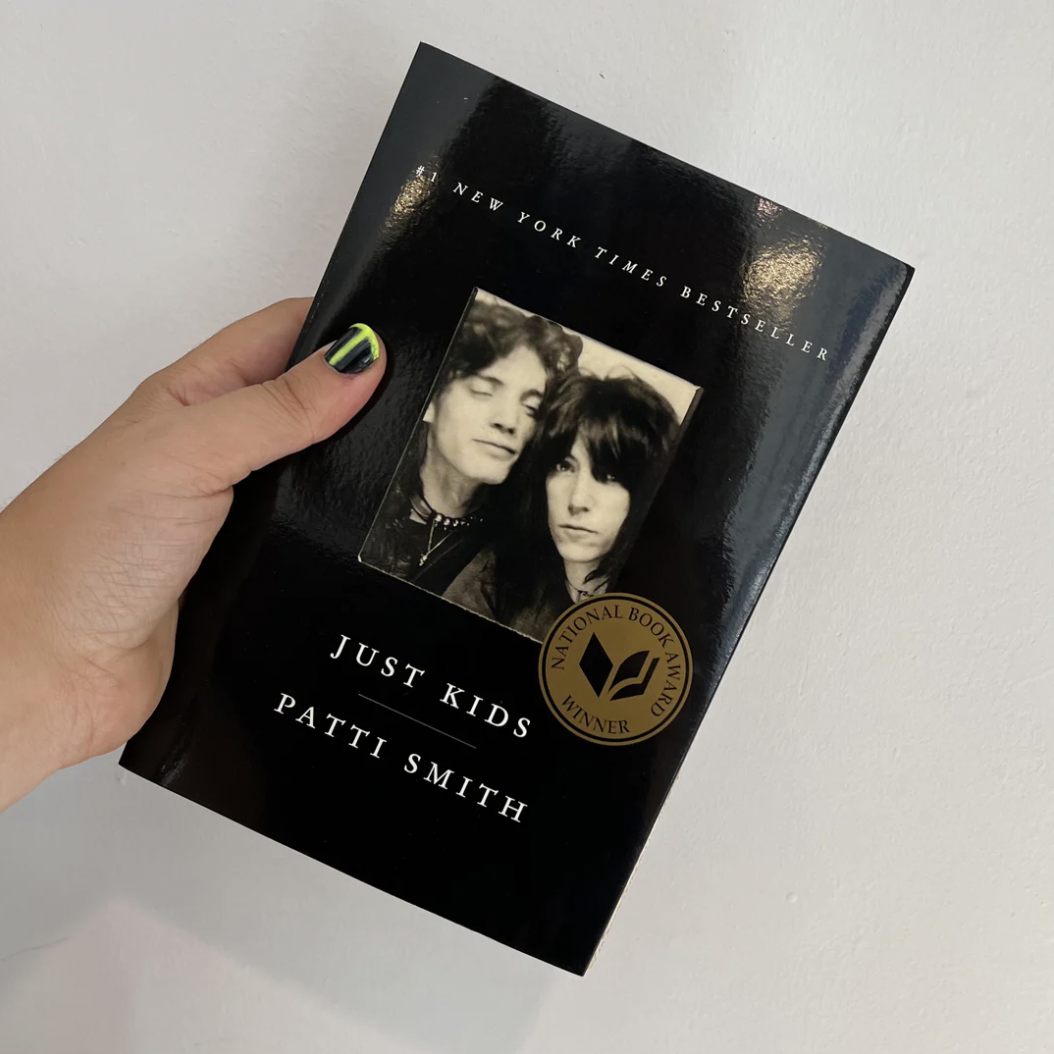 #1 NEW YORK TIMES BESTSELLER
JUST KIDS
PATTI SMITH
NATIONAL BOOK AWARD
WINNER